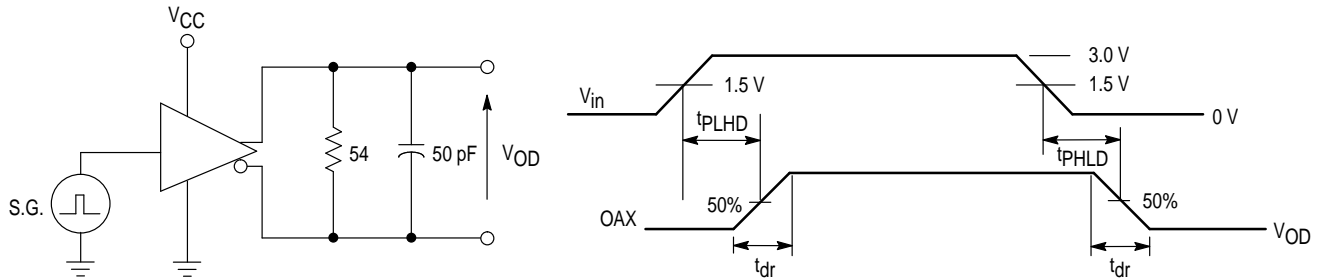 VCC
S.G.
54
50 pF
VOD
Vin
1.5 V
3.0 V
1.5 V
0 V
tPLHD
tPHLD
OAX
50%
50%
VOD
tdr
tdr